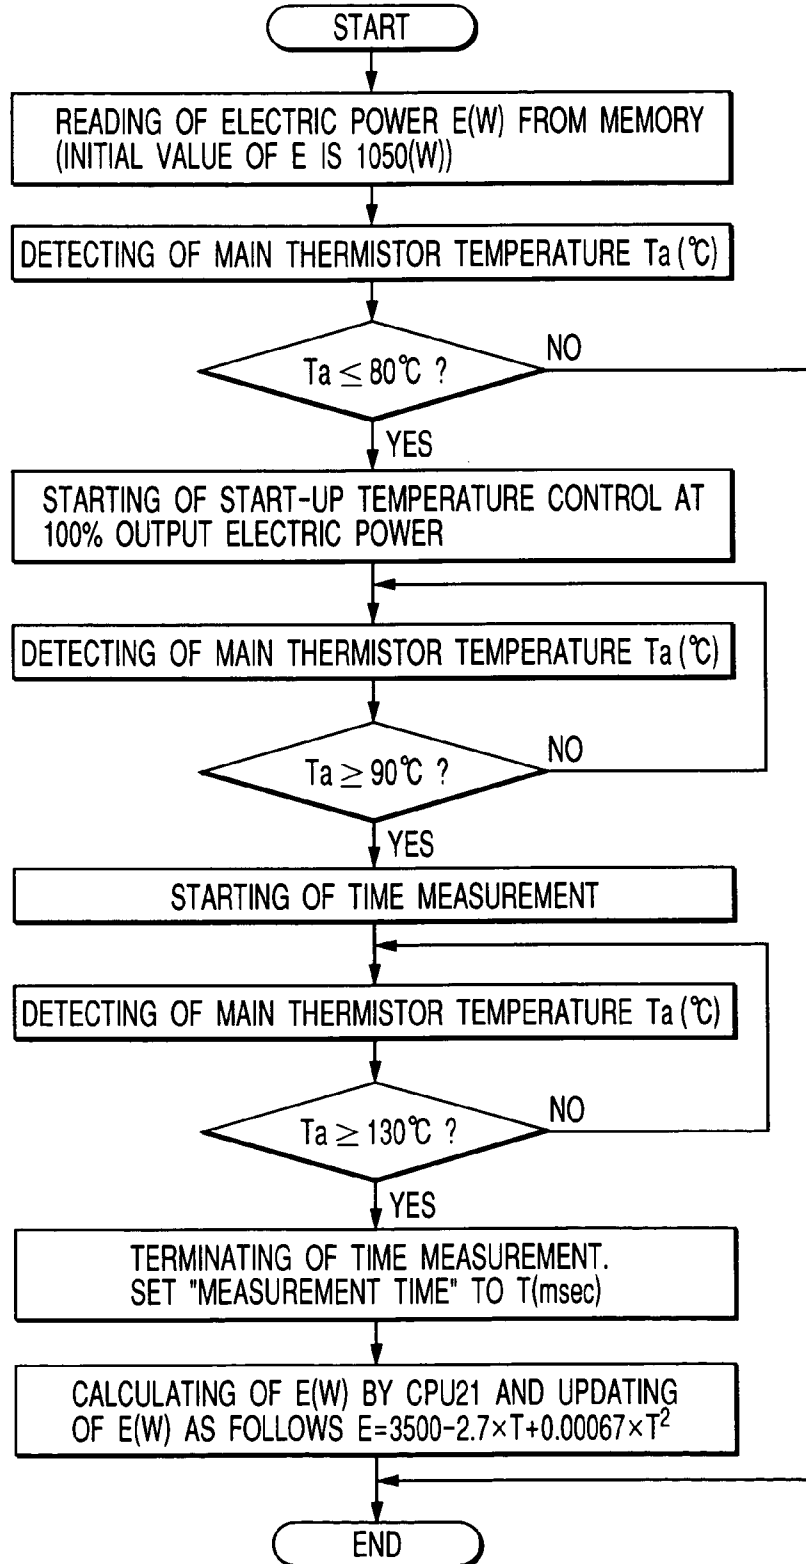 START
READING OF ELECTRIC POWER E(W) FROM MEMORY
(INITIAL VALUE OF E IS 1050(W))
DETECTING OF MAIN THERMISTOR TEMPERATURE Ta (℃)
Ta ≤ 80℃ ?
NO
YES
STARTING OF START-UP TEMPERATURE CONTROL AT
100% OUTPUT ELECTRIC POWER
DETECTING OF MAIN THERMISTOR TEMPERATURE Ta (℃)
Ta ≥ 90℃ ?
NO
YES
STARTING OF TIME MEASUREMENT
DETECTING OF MAIN THERMISTOR TEMPERATURE Ta (℃)
Ta ≥ 130℃ ?
NO
YES
TERMINATING OF TIME MEASUREMENT.
SET "MEASUREMENT TIME" TO T(msec)
CALCULATING OF E(W) BY CPU21 AND UPDATING
OF E(W) AS FOLLOWS E=3500-2.7×T+0.00067×T²
END